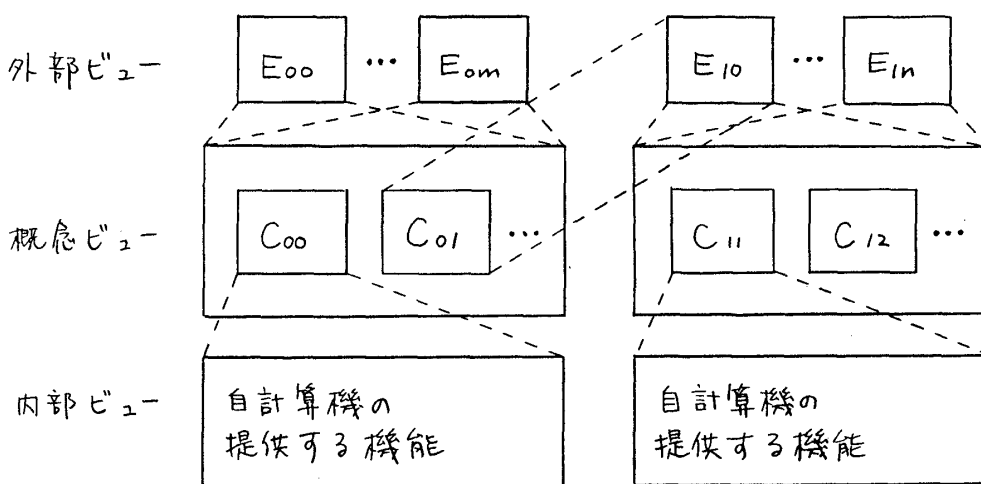 外部ビュー
E00 … E0m
E10 … E1n
概念ビュー
C00 C01 …
C11 C12 …
内部ビュー
自計算機の
提供する機能
自計算機の
提供する機能